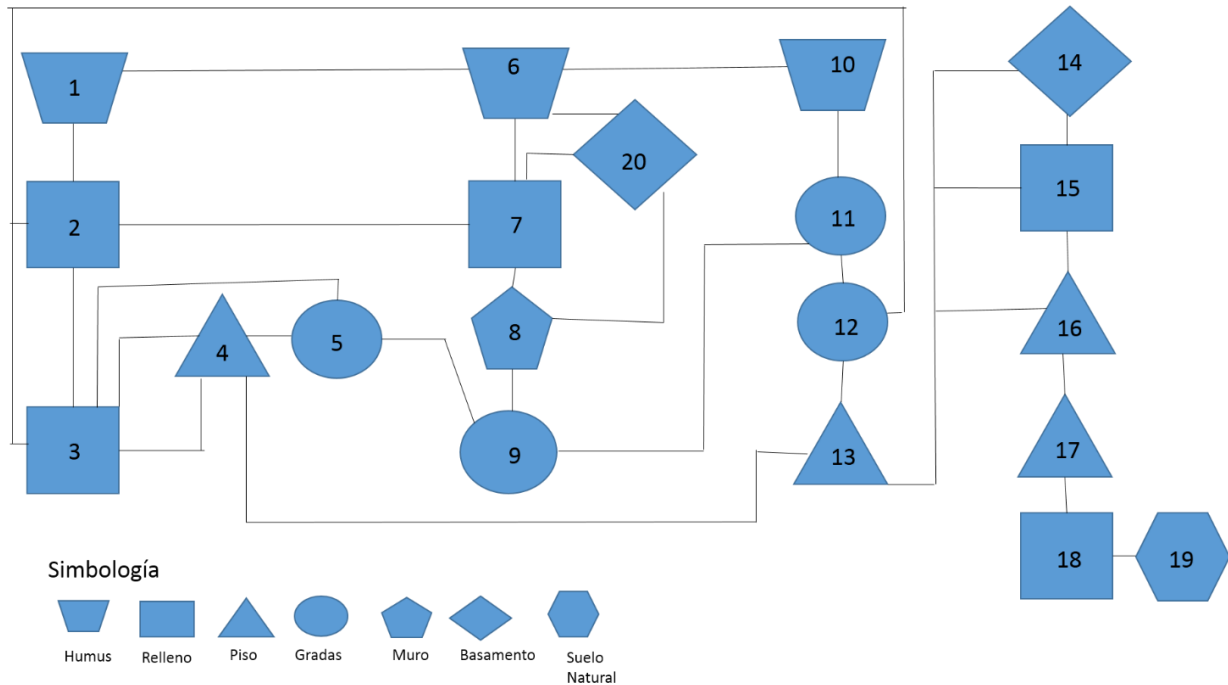 1 6 10 14
20
2 7 11 15
4 5 8 12 16
3 9 13 17
18 19
Simbología
Humus Relleno Piso Gradas Muro Basamento Suelo
Natural